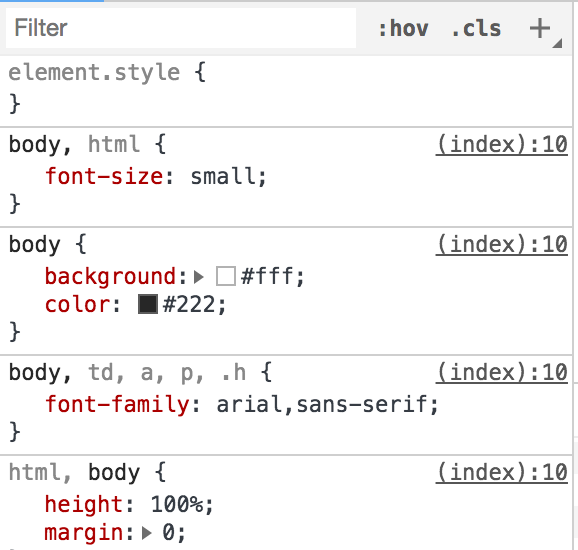 Filter :hov .cls +
element.style {
}
body, html { (index):10
font-size: small;
}
body { (index):10
background: #fff;
color: #222;
}
body, td, a, p, .h { (index):10
font-family: arial,sans-serif;
}
html, body { (index):10
height: 100%;
margin: 0;